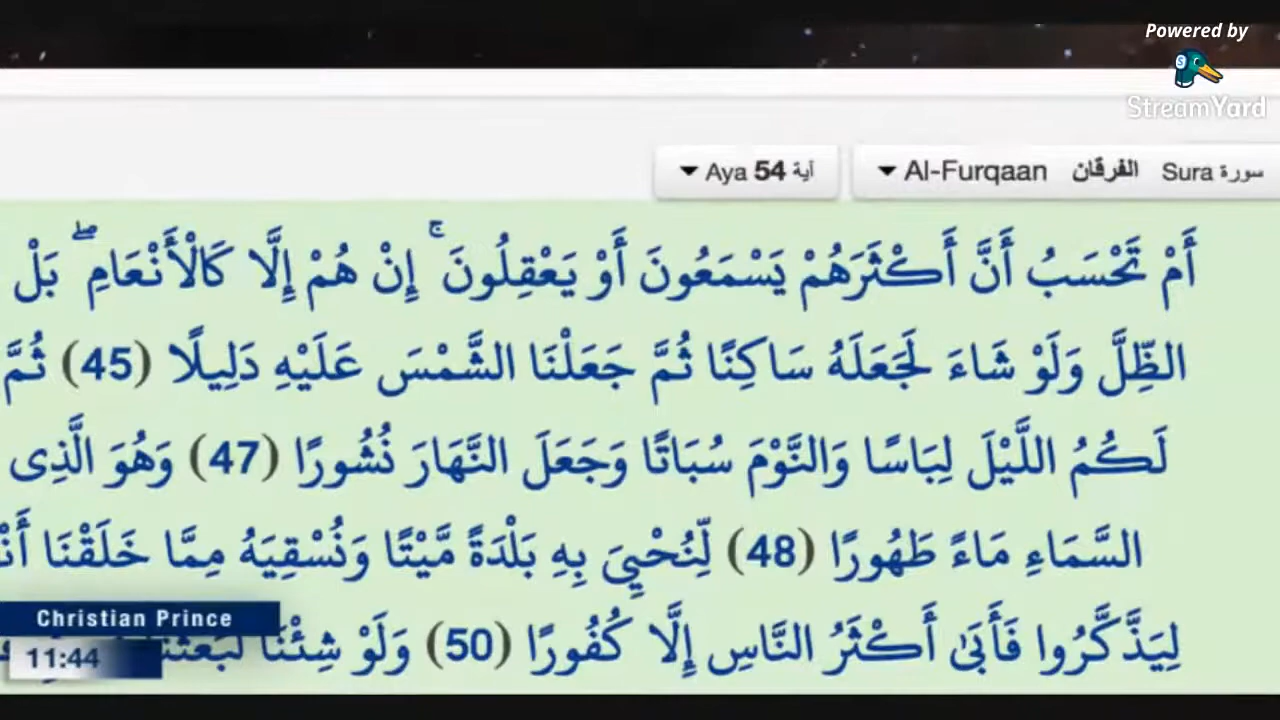 Powered by
StreamYard
سورة Sura الفرقان Al-Furqaan
آية 54 Aya
أَمْ تَحْسَبُ أَنَّ أَكْثَرَهُمْ يَسْمَعُونَ أَوْ يَعْقِلُونَ ۚ إِنْ هُمْ إِلَّا كَالْأَنْعَامِ ۖ بَلْ
الظِّلَّ وَلَوْ شَاءَ لَجَعَلَهُ سَاكِنًا ثُمَّ جَعَلْنَا الشَّمْسَ عَلَيْهِ دَلِيلًا (45) ثُمَّ
لَكُمُ اللَّيْلَ لِبَاسًا وَالنَّوْمَ سُبَاتًا وَجَعَلَ النَّهَارَ نُشُورًا (47) وَهُوَ الَّذِى
السَّمَاءِ مَاءً طَهُورًا (48) لِّنُحْيِيَ بِهِ بَلْدَةً مَّيْتًا وَنُسْقِيَهُ مِمَّا خَلَقْنَا
لِيَذَّكَّرُوا فَأَبَىٰ أَكْثَرُ النَّاسِ إِلَّا كُفُورًا (50) وَلَوْ شِئْنَا
Christian Prince
11:44